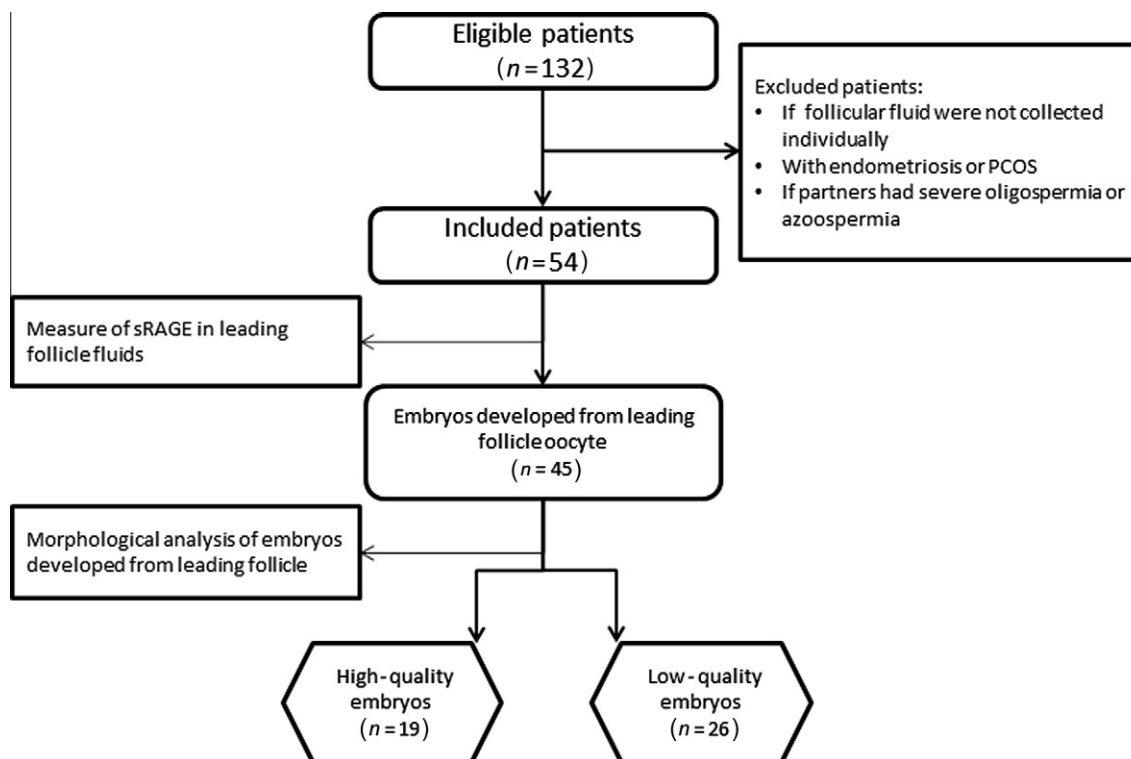 Eligible patients
(n=132)
Excluded patients:
• If follicular fluid were not collected
individually
• With endometriosis or PCOS
• If partners had severe oligospermia or
azoospermia
Included patients
(n=54)
Measure of sRAGE in leading
follicle fluids
Embryos developed from leading
follicle oocyte
(n = 45)
Morphological analysis of embryos
developed from leading follicle
High-quality
embryos
(n=19)
Low-quality
embryos
(n=26)